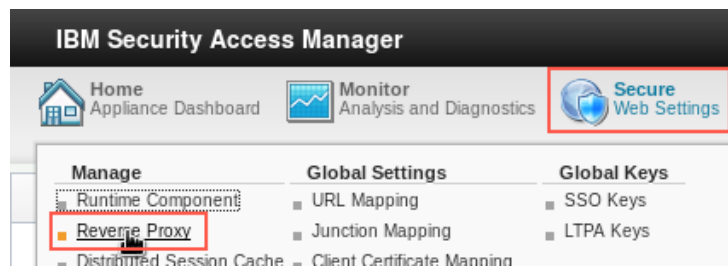 IBM Security Access Manager
Home
Appliance Dashboard
Monitor
Analysis and Diagnostics
Secure
Web Settings
Manage
Global Settings
Global Keys
Runtime Component
URL Mapping
SSO Keys
Reverse Proxy
Junction Mapping
LTPA Keys
Distributed Session Cache
Client Certificate Mapping